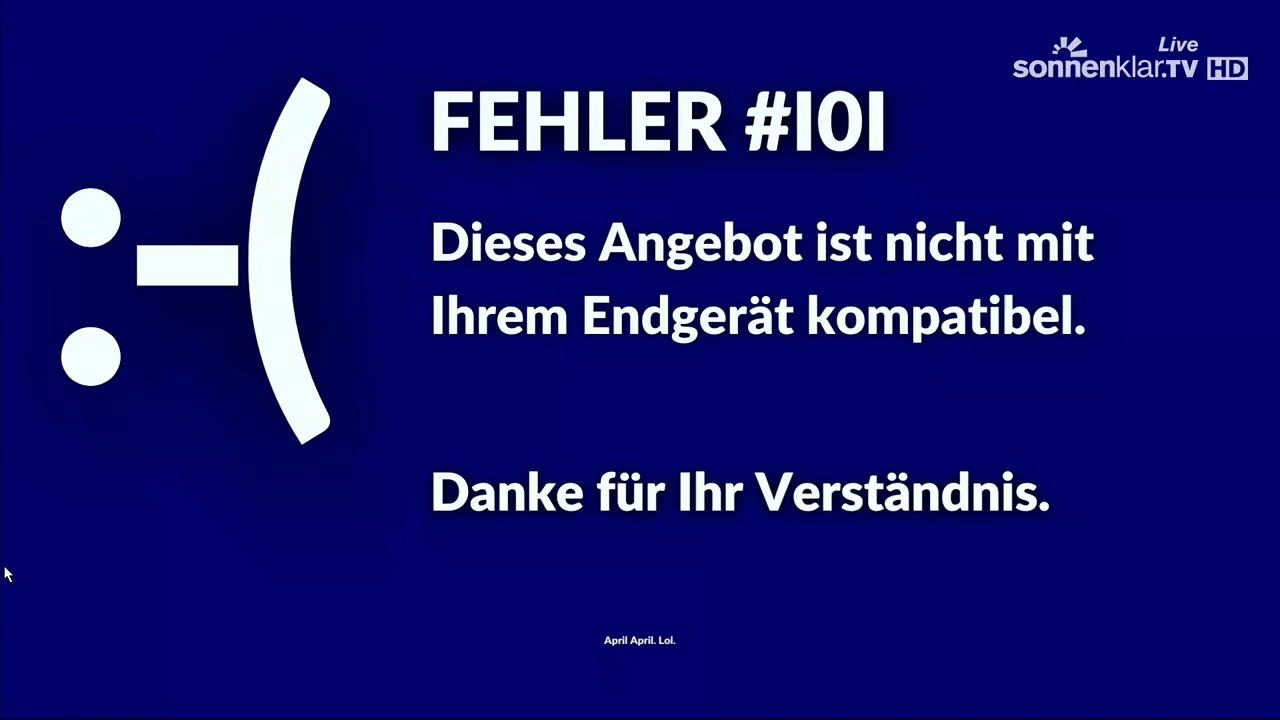 Live
sonnenklar.TV HD
:-(
FEHLER #101
Dieses Angebot ist nicht mit
Ihrem Endgerät kompatibel.
Danke für Ihr Verständnis.
April April. Lol.